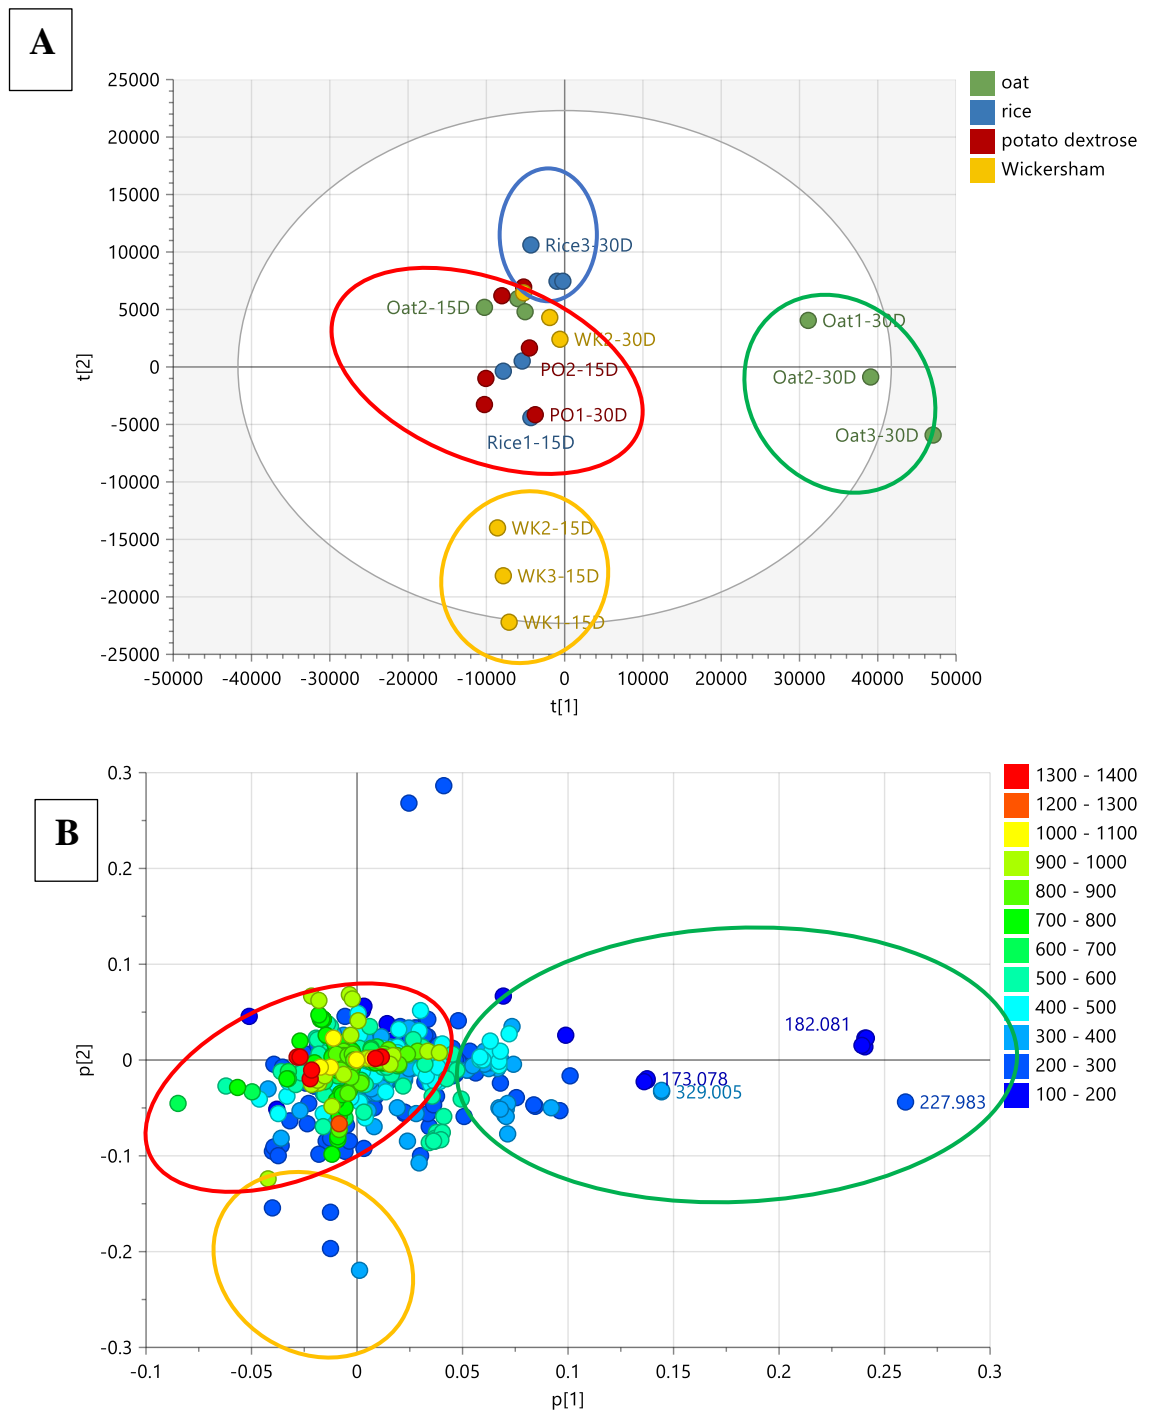 A
25000
20000
15000
10000
5000
0
-5000
-10000
-15000
-20000
-25000
t[2]
-50000 -40000 -30000 -20000 -10000 0 10000 20000 30000 40000 50000
t[1]
oat
rice
potato dextrose
Wickersham
Rice3-30D
Oat2-15D
WK2-30D
PO2-15D
PO1-30D
Rice1-15D
Oat1-30D
Oat2-30D
Oat3-30D
WK2-15D
WK3-15D
WK1-15D
B
0.3
0.2
0.1
0
-0.1
-0.2
-0.3
p[2]
-0.1 -0.05 0 0.05 0.1 0.15 0.2 0.25 0.3
p[1]
182.081
173.078
329.005
227.983
1300 - 1400
1200 - 1300
1000 - 1100
900 - 1000
800 - 900
700 - 800
600 - 700
500 - 600
400 - 500
300 - 400
200 - 300
100 - 200